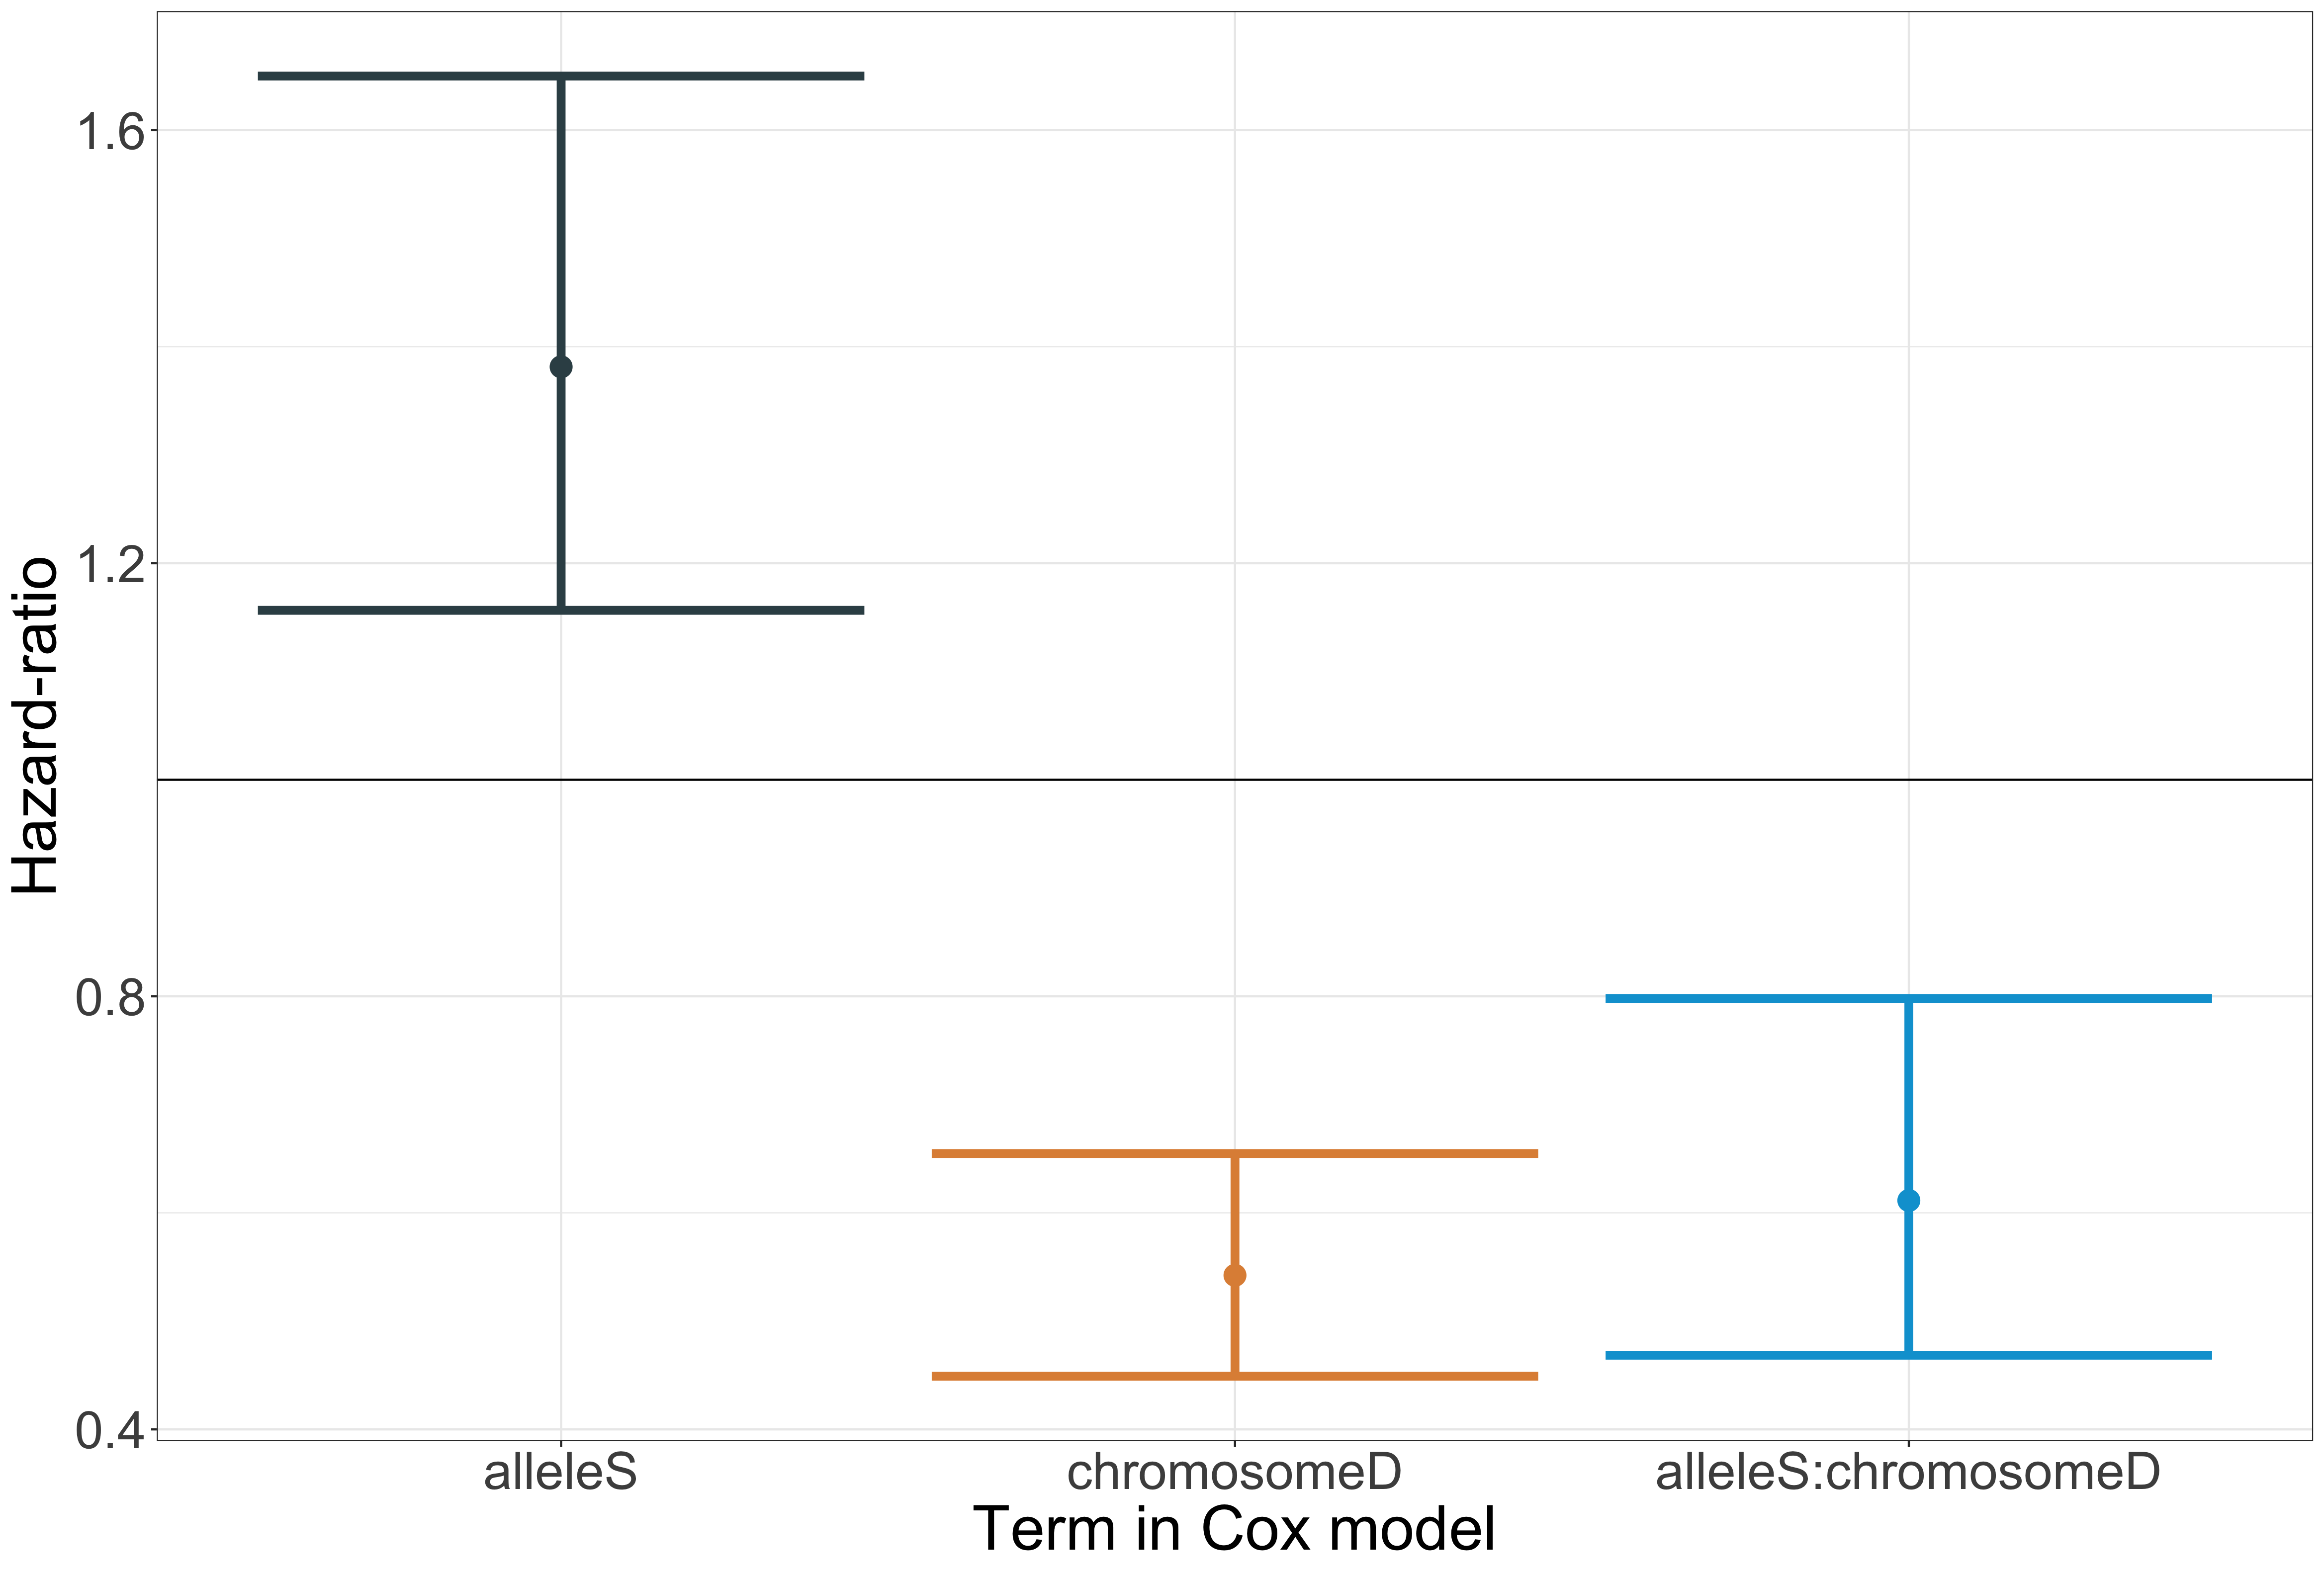 Hazard-ratio
1.6
1.2
0.8
0.4
alleleS
chromosomeD
alleleS:chromosomeD
Term in Cox model